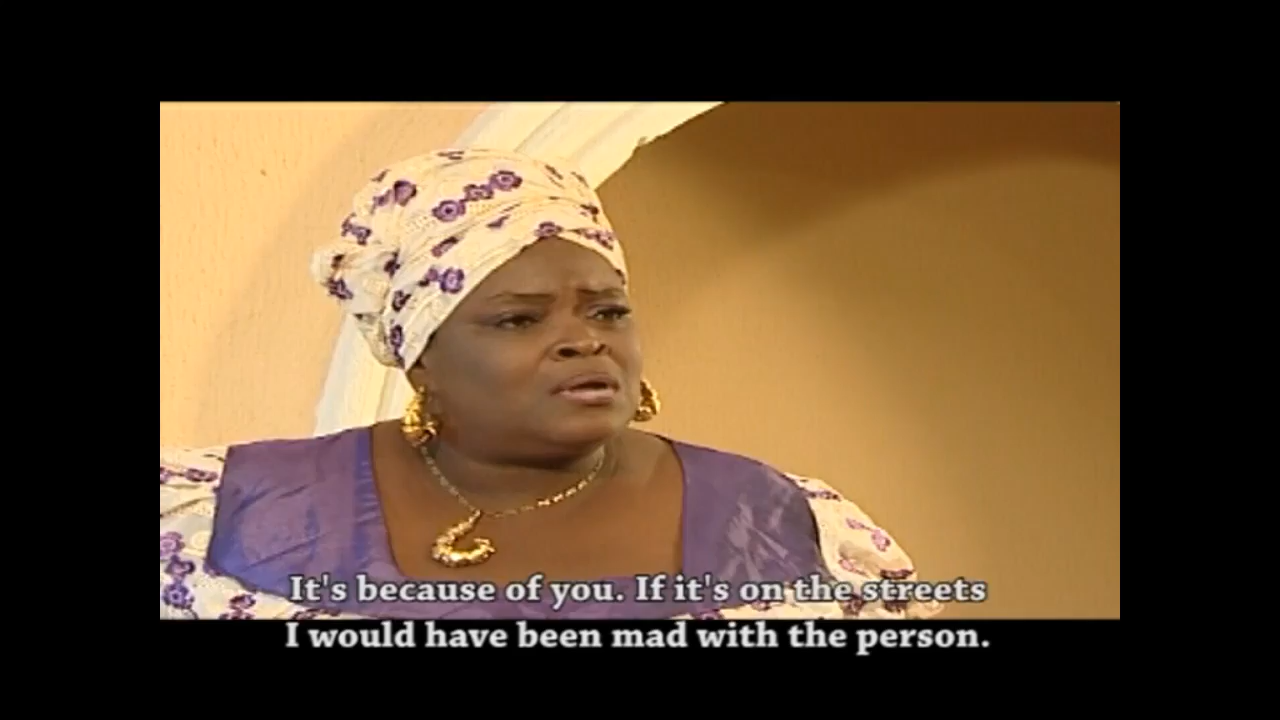 It's because of you. If it's on the streets
I would have been mad with the person.